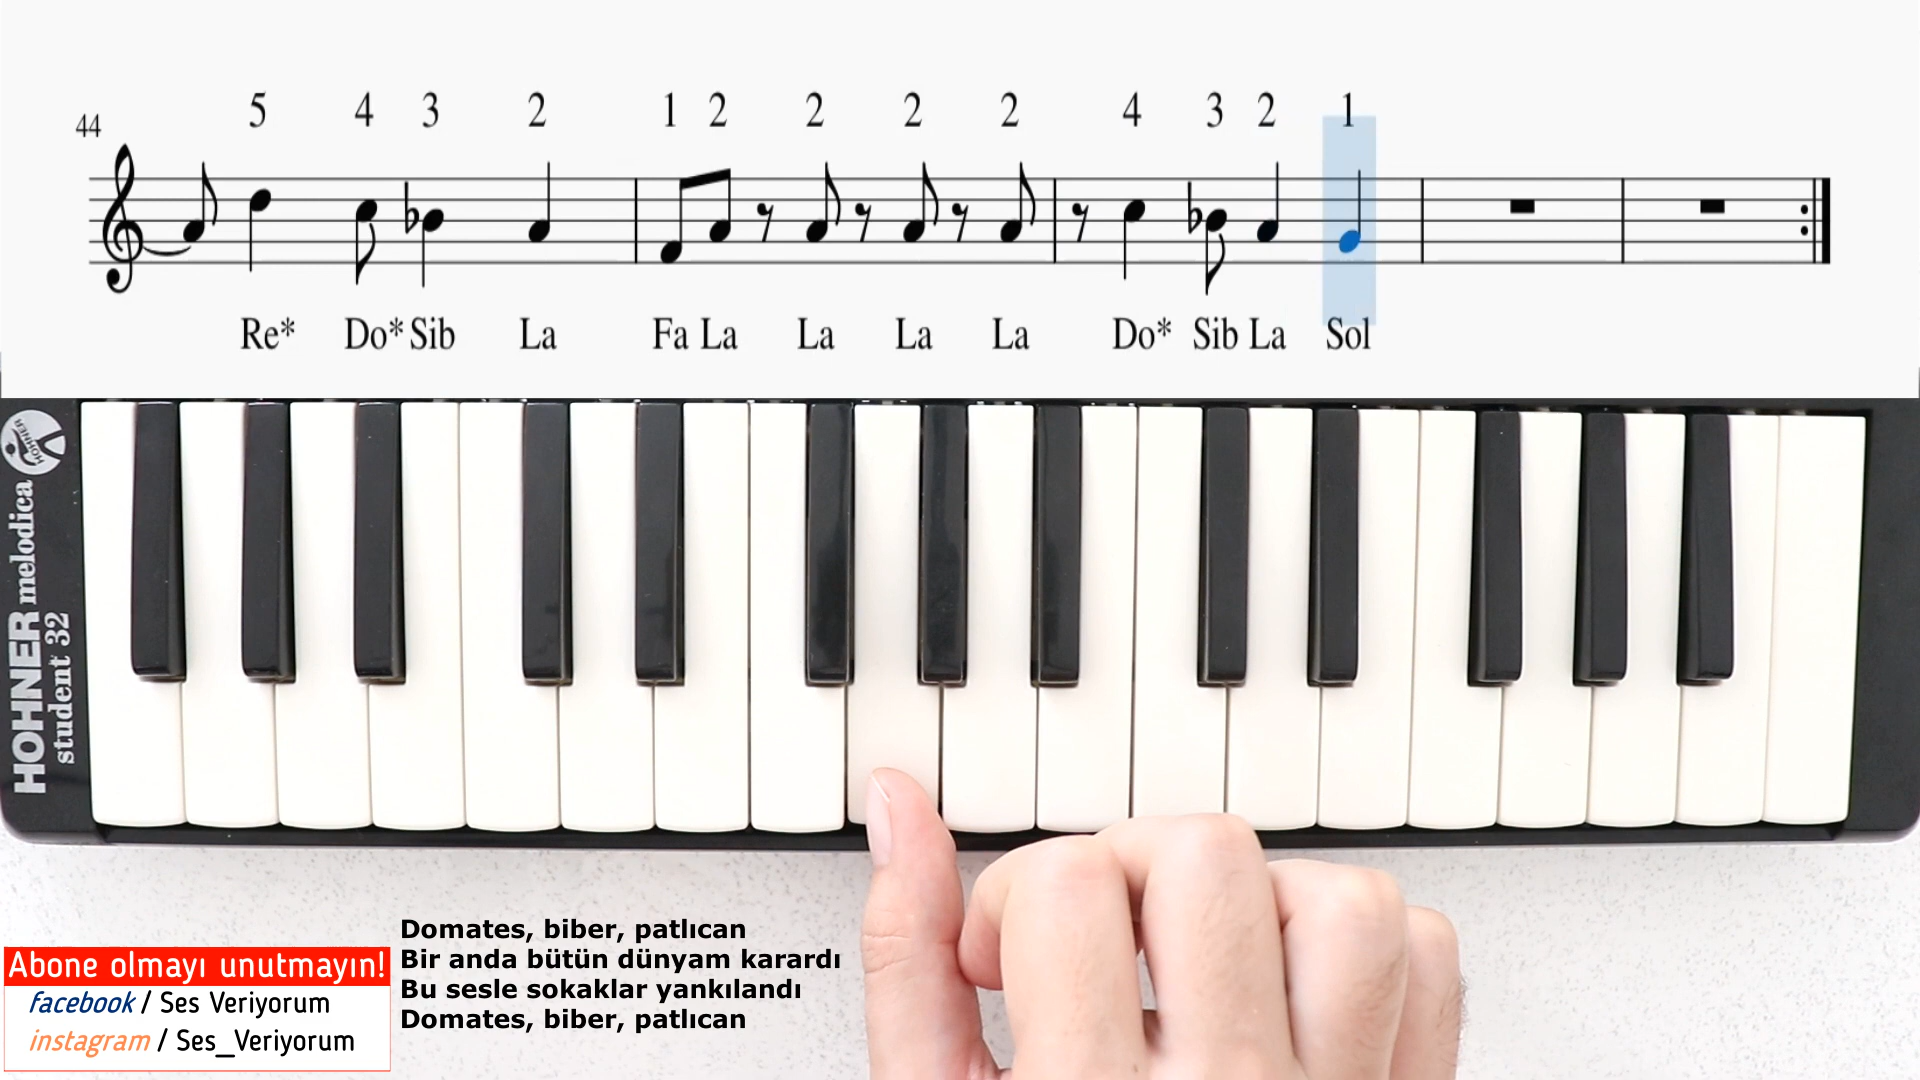 5 4 3 2 1 2 2 2 2 4 3 2 1
44
Re* Do* Sib La Fa La La La La Do* Sib La Sol
HOHNER
HOHNER melodica
student 32
Domates, biber, patlıcan
Bir anda bütün dünyam karardı
Bu sesle sokaklar yankılandı
Domates, biber, patlıcan
Abone olmayı unutmayın!
facebook / Ses Veriyorum
instagram / Ses_Veriyorum